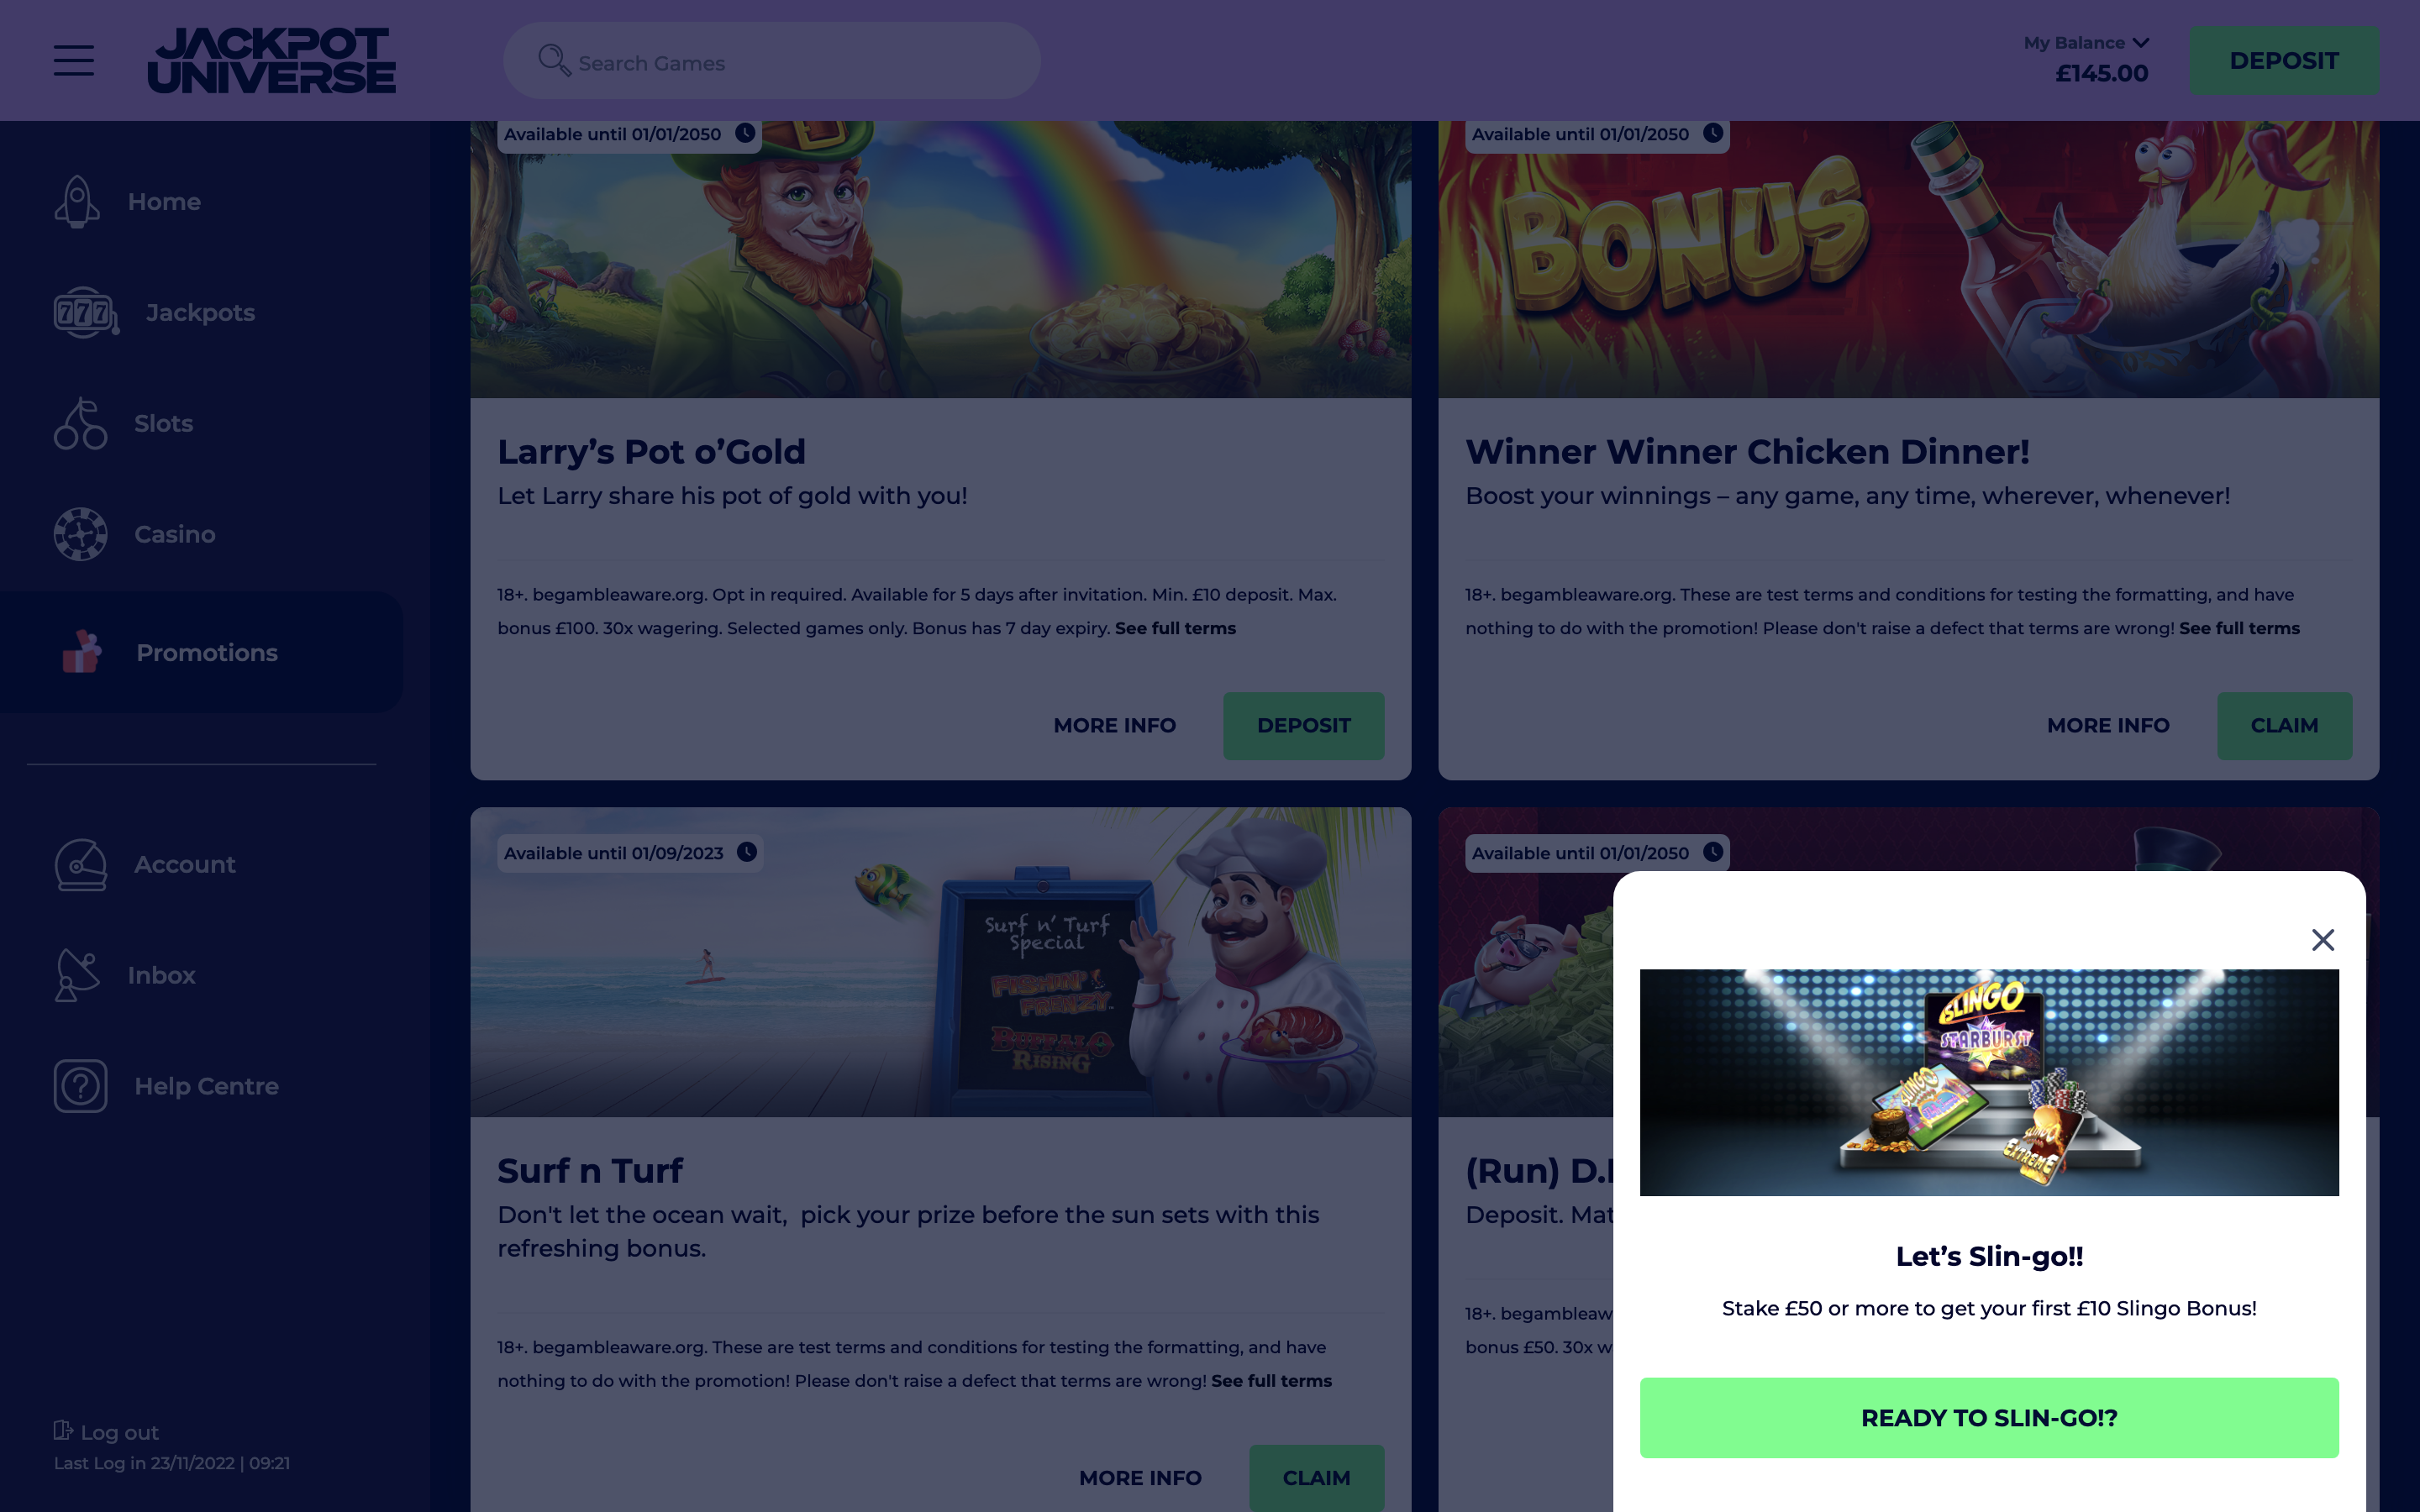 JACKPOT
UNIVERSE
Search Games
My Balance
£145.00
DEPOSIT
Home
777
Jackpots
Slots
Casino
Promotions
Account
Inbox
Help Centre
Log out
Last Log in 23/11/2022 | 09:21
Available until 01/01/2050
Larry’s Pot o’Gold
Let Larry share his pot of gold with you!
18+. begambleaware.org. Opt in required. Available for 5 days after invitation. Min. £10 deposit. Max.
bonus £100. 30x wagering. Selected games only. Bonus has 7 day expiry. See full terms
MORE INFO
DEPOSIT
Available until 01/01/2050
BONUS
Winner Winner Chicken Dinner!
Boost your winnings – any game, any time, wherever, whenever!
18+. begambleaware.org. These are test terms and conditions for testing the formatting, and have
nothing to do with the promotion! Please don't raise a defect that terms are wrong! See full terms
MORE INFO
CLAIM
Available until 01/09/2023
Surf n’ Turf
Special
FISHIN'
FRENZY
BUFFALO
RISING
Surf n Turf
Don't let the ocean wait,  pick your prize before the sun sets with this
refreshing bonus.
18+. begambleaware.org. These are test terms and conditions for testing the formatting, and have
nothing to do with the promotion! Please don't raise a defect that terms are wrong! See full terms
MORE INFO
CLAIM
Available until 01/01/2050
(Run) D.
Deposit. Mat
18+. begambleaw
bonus £50. 30x w
SLINGO
STARBURST
SLINGO
SLINGO
EXTREME
Let’s Slin-go!!
Stake £50 or more to get your first £10 Slingo Bonus!
READY TO SLIN-GO!?